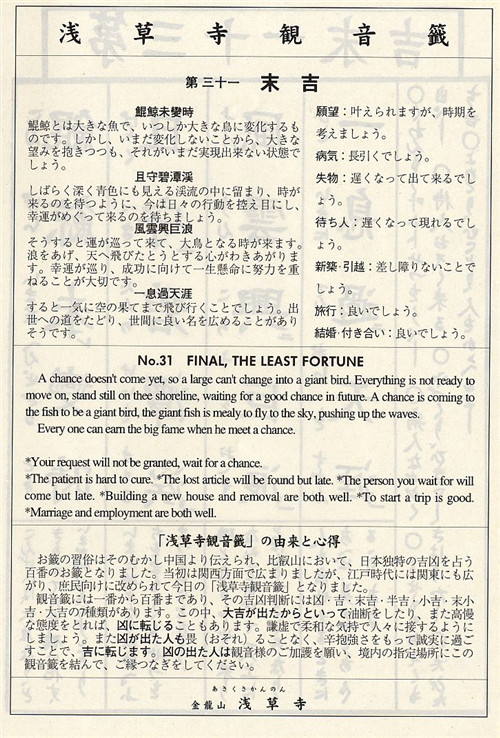 浅草寺観音籤
第三十一 末吉
鯤鯨未變時
鯤鯨とは大きな魚で、いつしか大きな鳥に変化するも
のです。しかし、いまだ変化しないことから、大きな
望みを抱きつつも、それがいまだ実現出来ない状態で
しょう。
且守碧潭渓
しばらく深く青色にも見える渓流の中に留まり、時が
来るのを待つように、今は日々の行動を控え目にし、
幸運がめぐって来るのを待ちましょう。
風雲興巨浪
そうすると運が巡って来て、大鳥となる時が来ます。
浪をあげ、天へ飛びたとうとする心がわきあがりま
す。幸運が巡り、成功に向けて一生懸命に努力を重
ねることが大切です。
一息過天涯
すると一気に空の果てまで飛び行くことでしょう。出
世への道をたどり、世間に良い名を広めることがあり
そうです。
願望：叶えられますが、時期を
考えましょう。
病気：長引くでしょう。
失物：遅くなって出て来るでし
ょう。
待ち人：遅くなって現れるでし
ょう。
新築・引越：差し障りないことで
しょう。
旅行：良いでしょう。
結婚・付き合い：良いでしょう。
No.31 FINAL, THE LEAST FORTUNE
A chance doesn't come yet, so a large can't change into a giant bird. Everything is not ready to
move on, stand still on thee shoreline, waiting for a good chance in future. A chance is coming to
the fish to be a giant bird, the giant fish is mealy to fly to the sky, pushing up the waves.
Every one can earn the big fame when he meet a chance.
*Your request will not be granted, wait for a chance.
*The patient is hard to cure. *The lost article will be found but late. *The person you wait for will
come but late. *Building a new house and removal are both well. *To start a trip is good.
*Marriage and employment are both well.
「浅草寺観音籤」の由来と心得
お籤の習俗はそのむかし中国より伝えられ、比叡山において、日本独特の吉凶を占う
百番のお籤となりました。当初は関西方面で広まりましたが、江戸時代には関東にも広
がり、庶民向けに改められて今日の「浅草寺観音籤」となりました。
観音籤には一番から百番まであり、その吉凶判断には凶・吉・末吉・半吉・小吉・末小
吉・大吉の7種類があります。この中、大吉が出たからといって油断をしたり、また高慢
な態度をとれば、凶に転じることもあります。謙虚で柔和な気持で人々に接するように
しましょう。また凶が出た人も畏（おそれ）ることなく、辛抱強さをもって誠実に過ご
すことで、吉に転じます。凶の出た人は観音様のご加護を願い、境内の指定場所にこの
観音籤を結んで、ご縁つなぎをしてください。
あさくさかんのん
金龍山 浅草寺